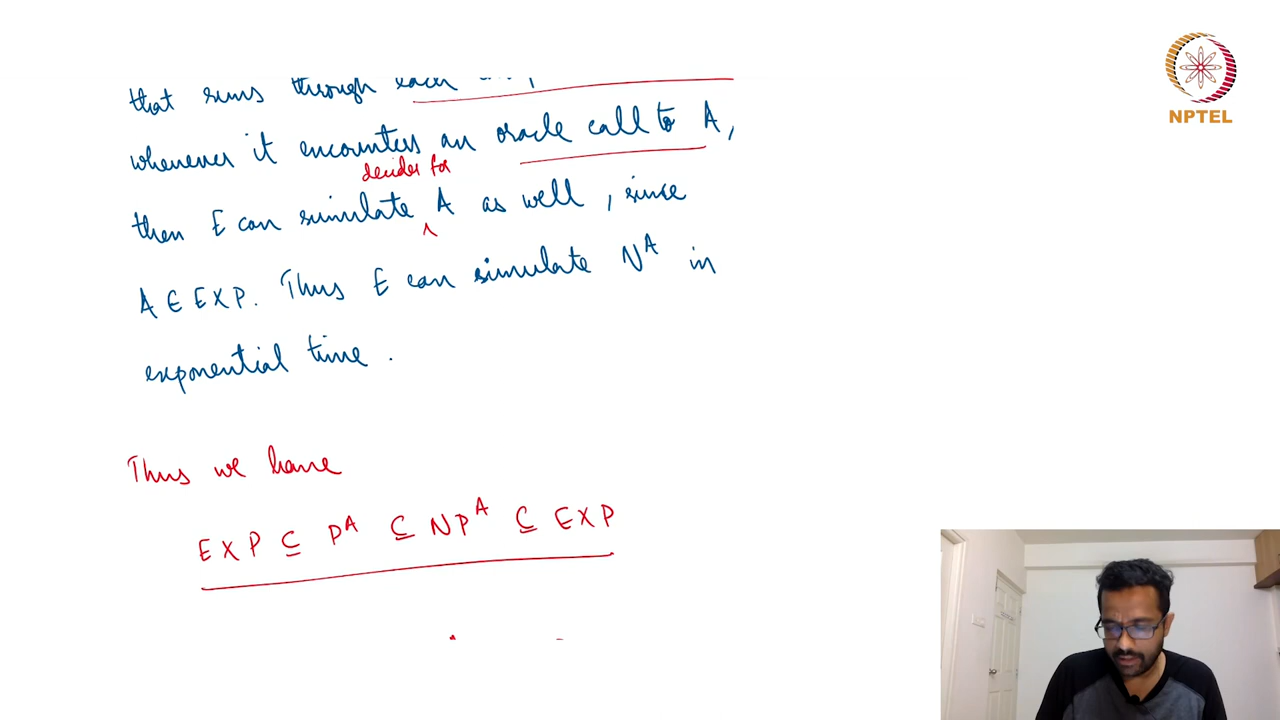 that runs through each
whenever it encounters an oracle call to A,
decider for
then E can simulate ^ A as well, since
A ∈ EXP. Thus E can simulate N^A in
exponential time.
Thus we have
EXP ⊆ P^A ⊆ NP^A ⊆ EXP
NPTEL